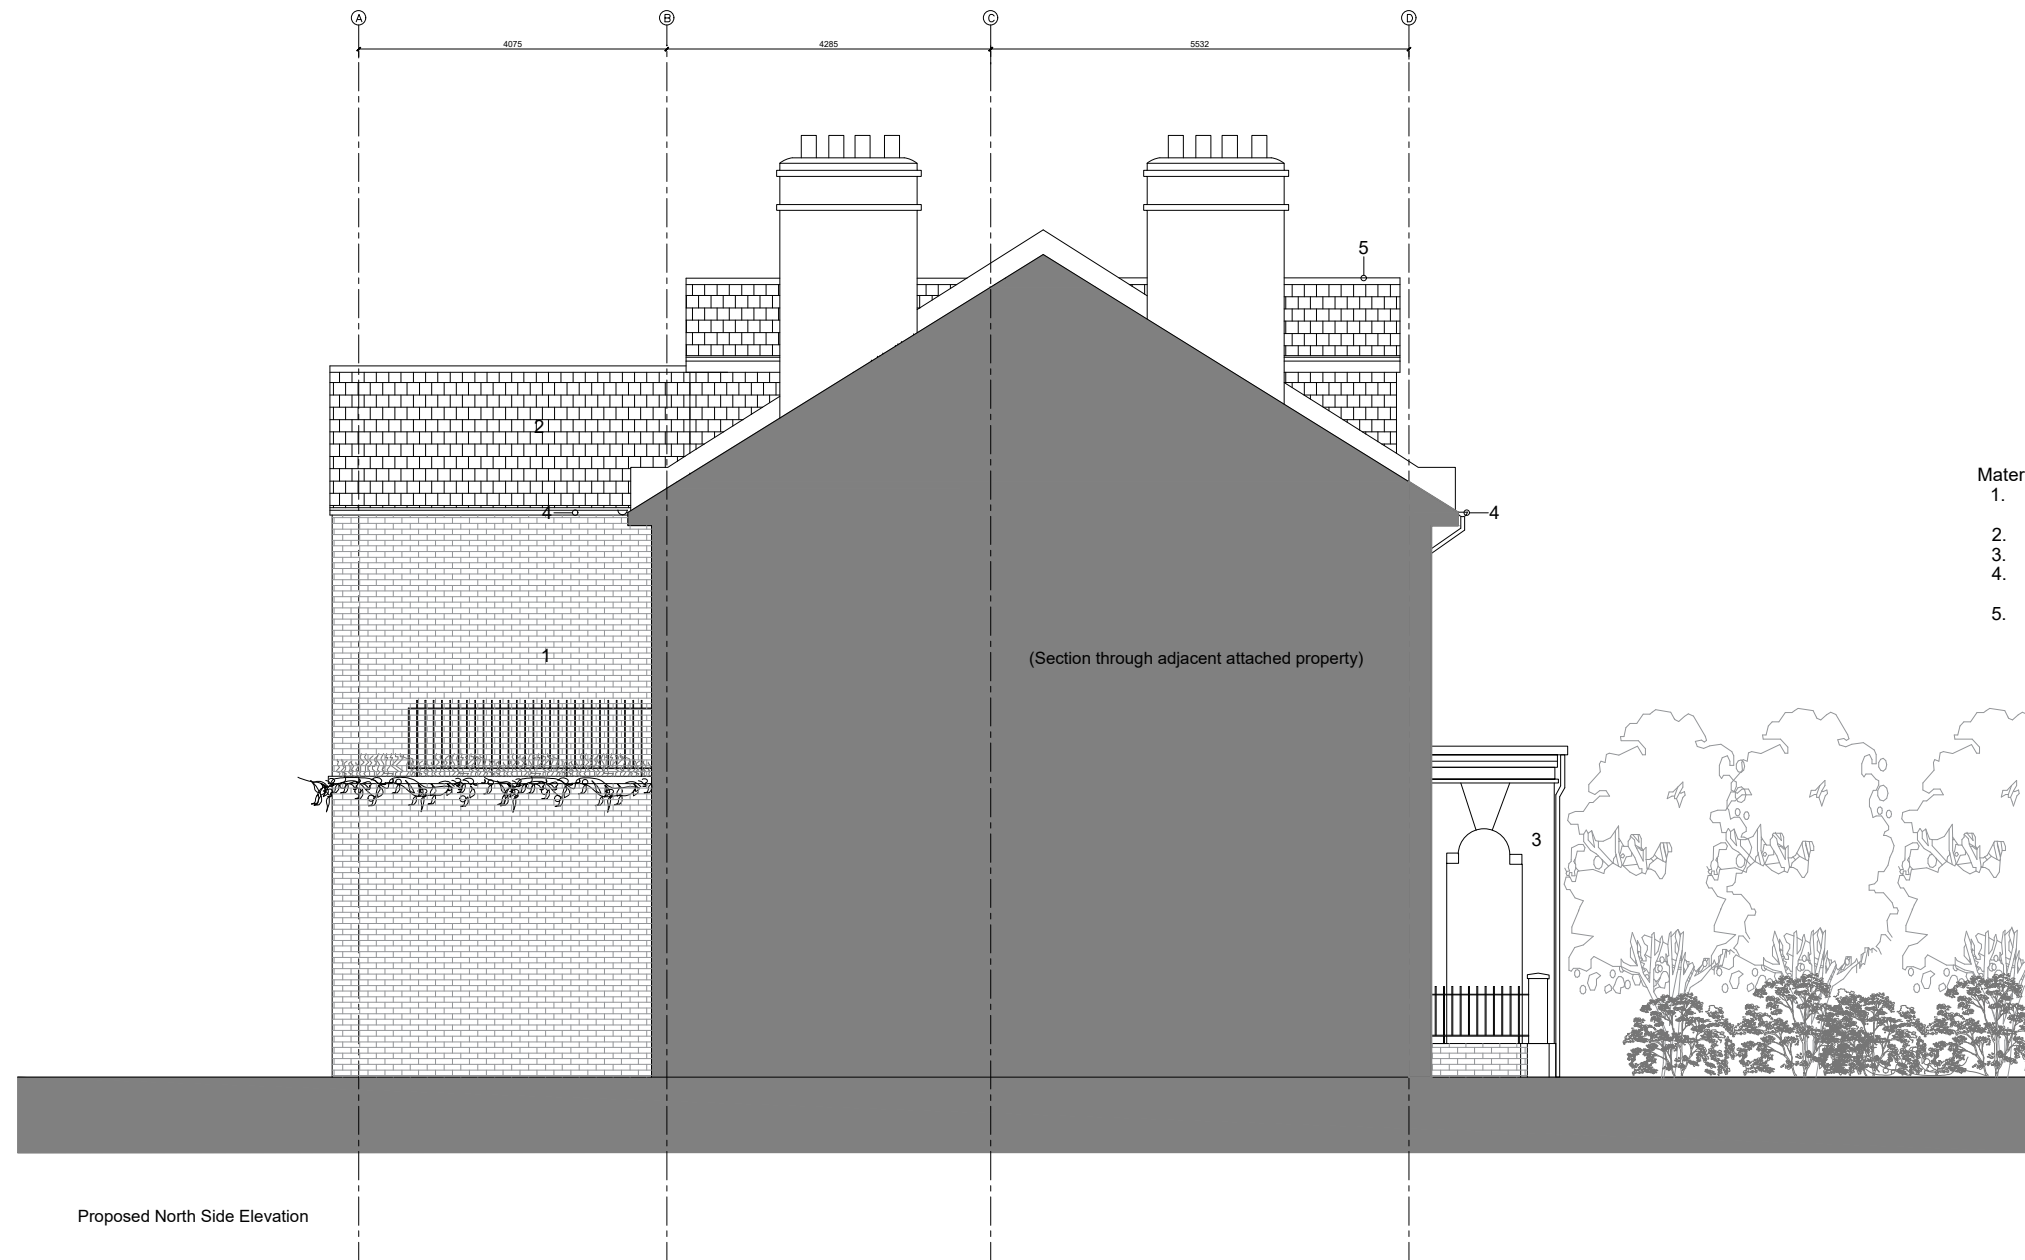 A B C D
4075 4285 5532
5
2
4 4
Mater
1.
2.
3.
4.
5.
1
(Section through adjacent attached property)
3
Proposed North Side Elevation